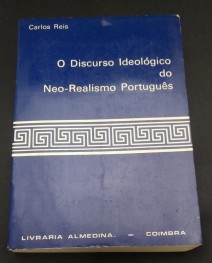 Carlos Reis
O Discurso Ideológico
do
Neo-Realismo Português
LIVRARIA ALMEDINA. – COIMBRA